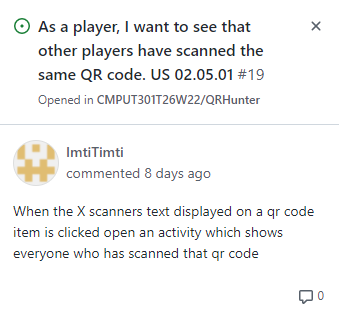 As a player, I want to see that
other players have scanned the
same QR code. US 02.05.01 #19
Opened in CMPUT301T26W22/QRHunter
ImtiTimti
commented 8 days ago
When the X scanners text displayed on a qr code
item is clicked open an activity which shows
everyone who has scanned that qr code
0